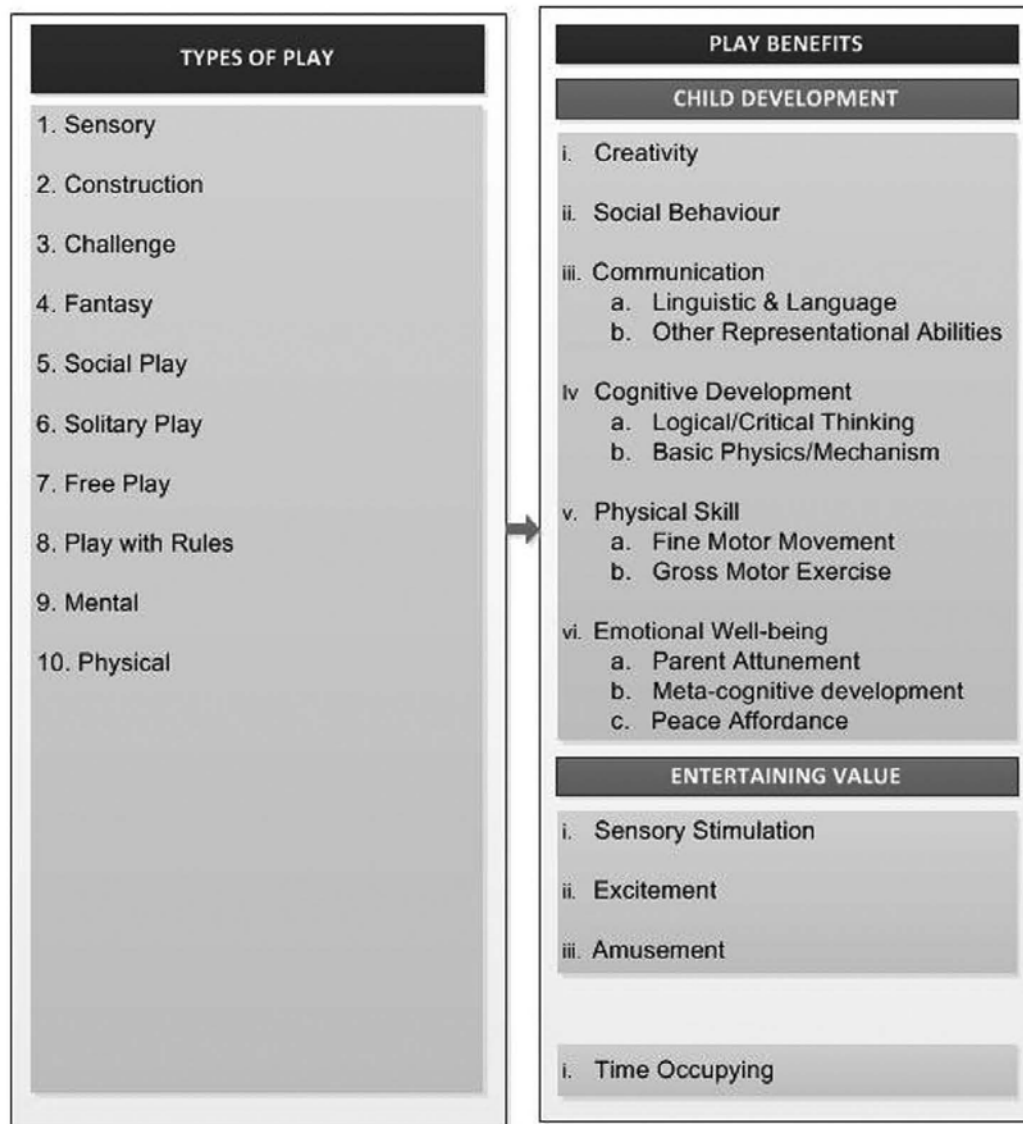 TYPES OF PLAY
1. Sensory
2. Construction
3. Challenge
4. Fantasy
5. Social Play
6. Solitary Play
7. Free Play
8. Play with Rules
9. Mental
10. Physical
PLAY BENEFITS
CHILD DEVELOPMENT
i. Creativity
ii. Social Behaviour
iii. Communication
a. Linguistic & Language
b. Other Representational Abilities
Iv Cognitive Development
a. Logical/Critical Thinking
b. Basic Physics/Mechanism
v. Physical Skill
a. Fine Motor Movement
b. Gross Motor Exercise
vi. Emotional Well-being
a. Parent Attunement
b. Meta-cognitive development
c. Peace Affordance
ENTERTAINING VALUE
i. Sensory Stimulation
ii. Excitement
iii. Amusement
i. Time Occupying